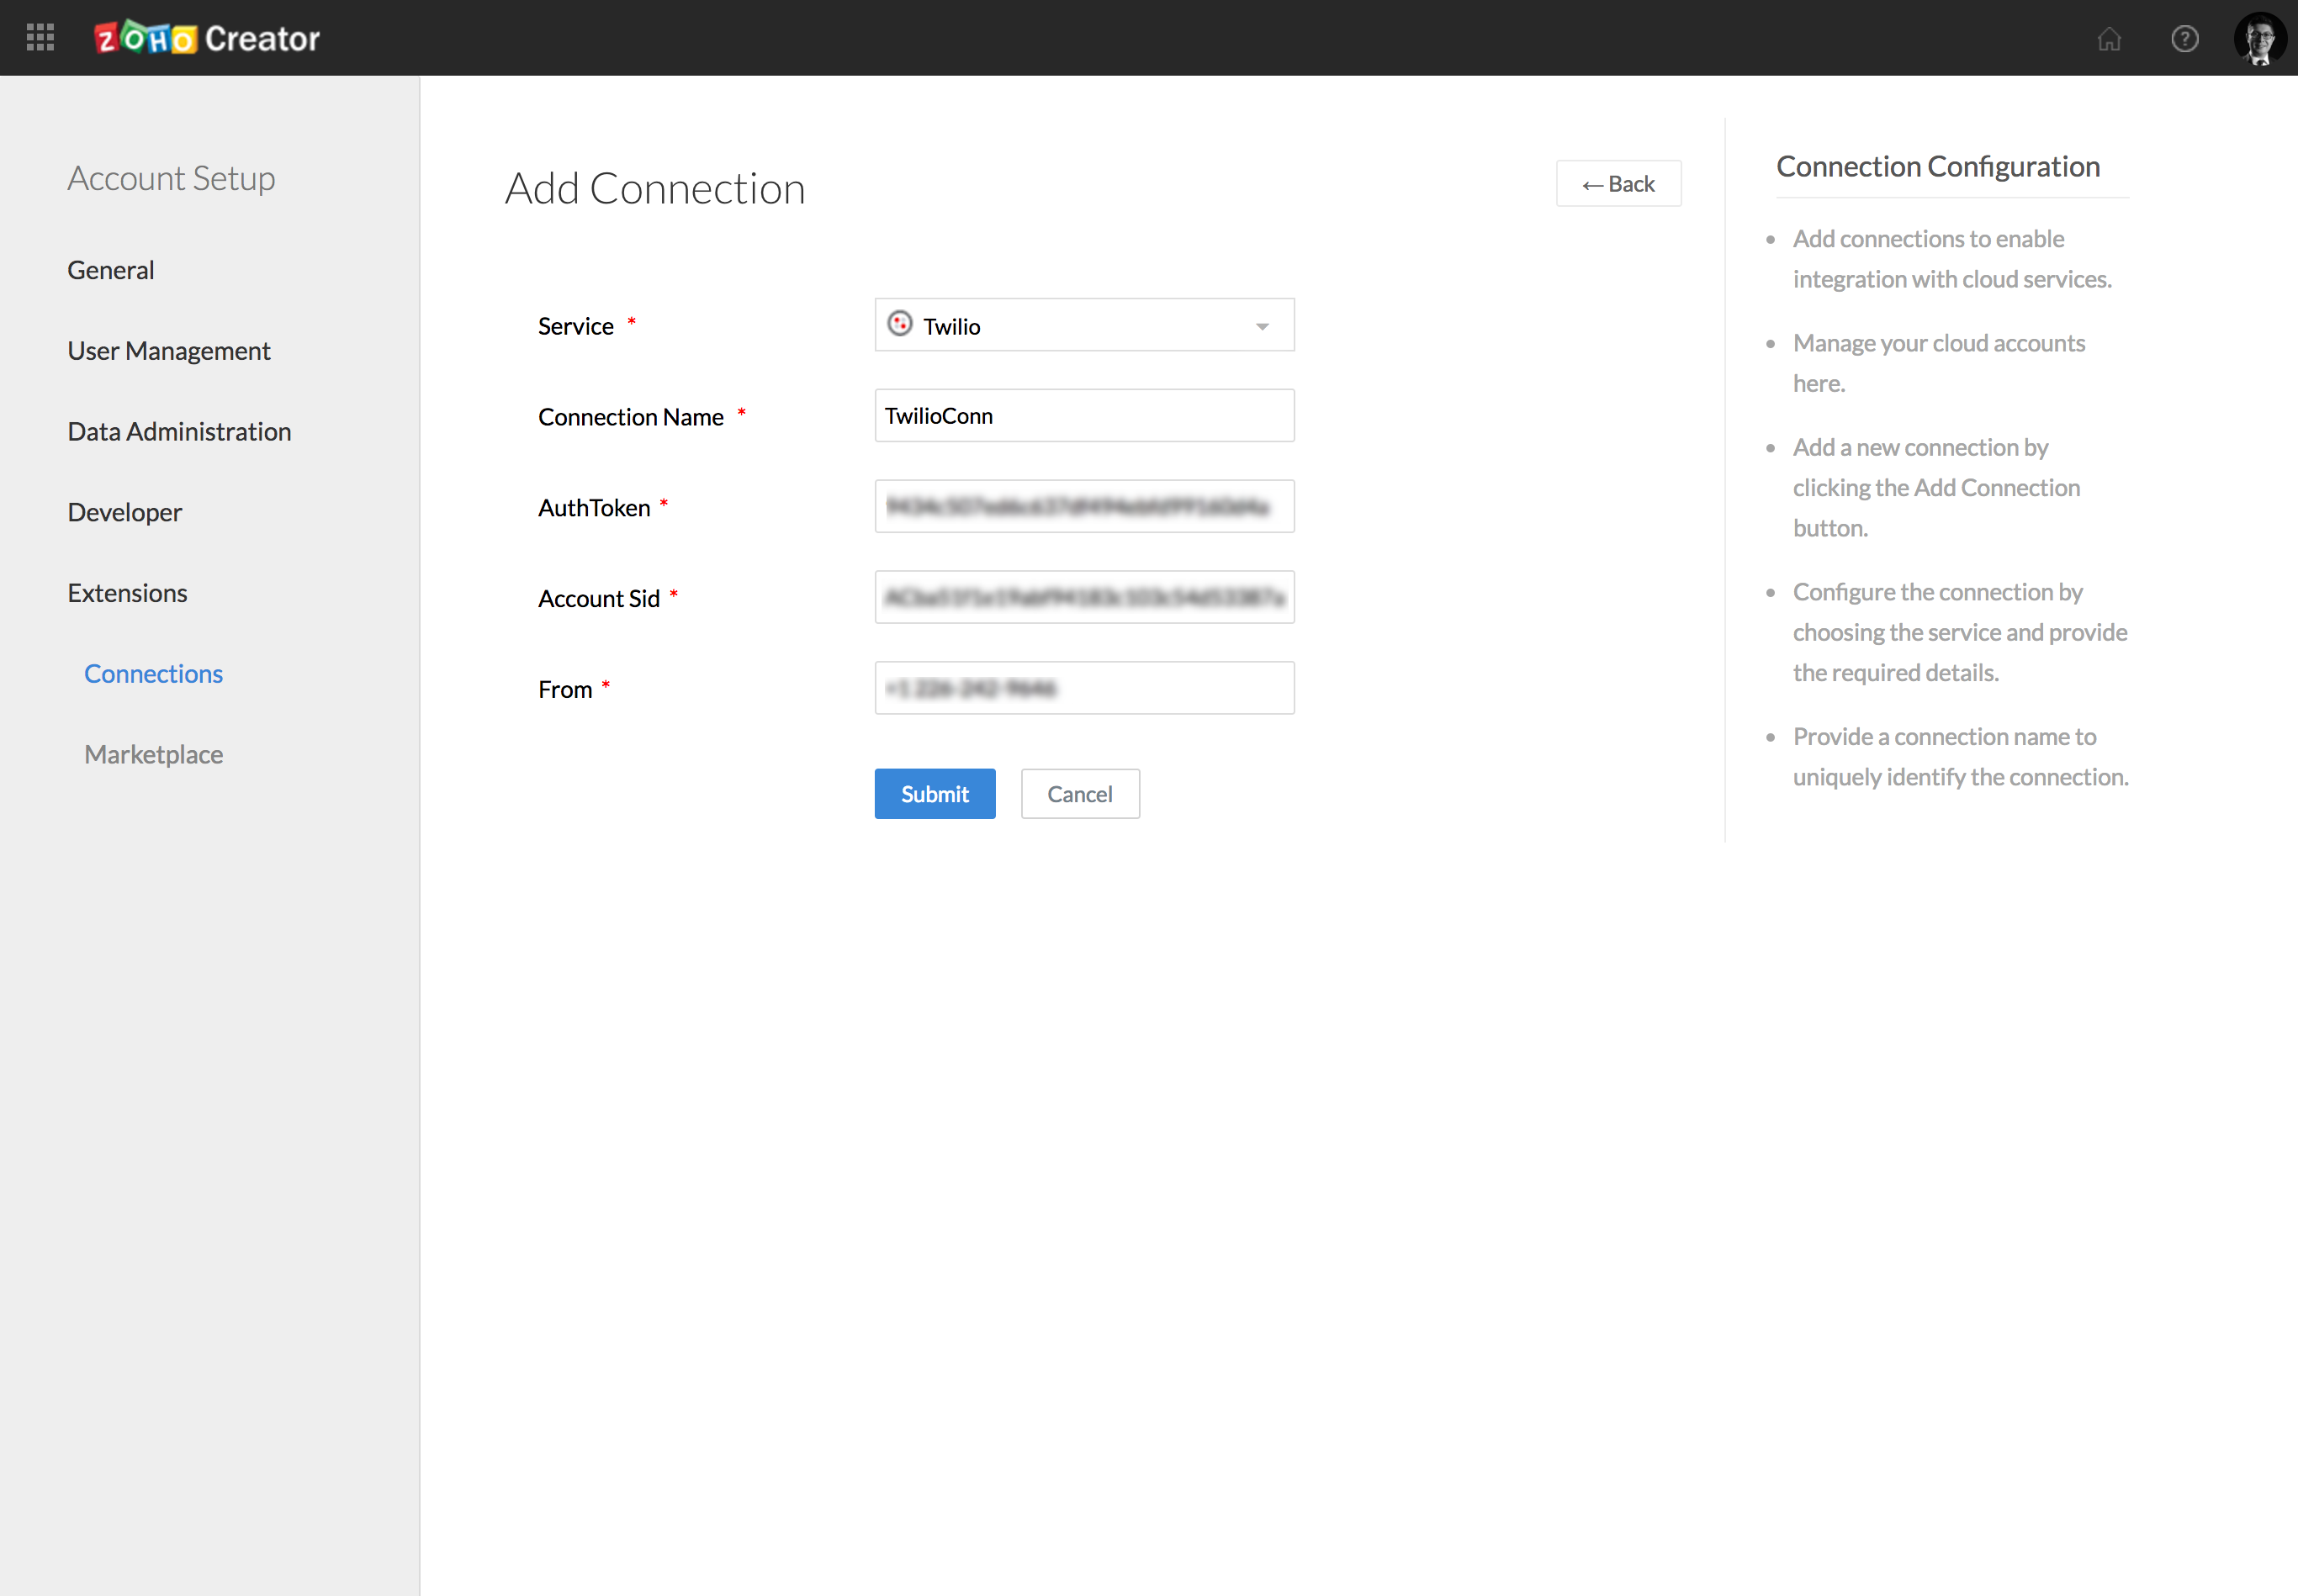 ZOHO Creator
Account Setup
General
User Management
Data Administration
Developer
Extensions
Connections
Marketplace
Add Connection
← Back
Service *
Twilio
Connection Name *
TwilioConn
AuthToken *
Account Sid *
From *
Submit
Cancel
Connection Configuration
• Add connections to enable
integration with cloud services.
• Manage your cloud accounts
here.
• Add a new connection by
clicking the Add Connection
button.
• Configure the connection by
choosing the service and provide
the required details.
• Provide a connection name to
uniquely identify the connection.